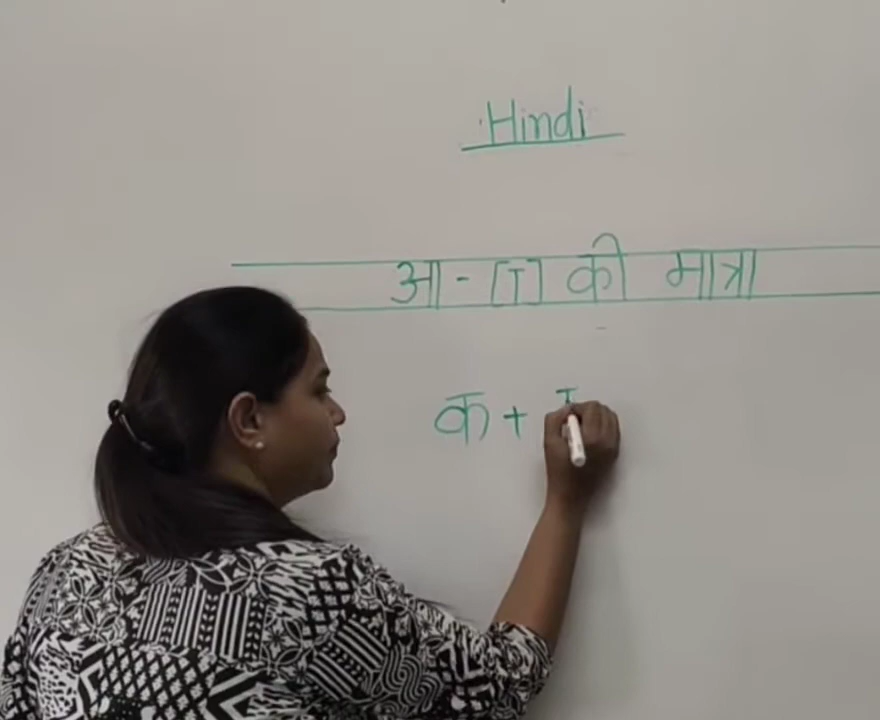 Hindi
आ - [ा] की मात्रा
क + ा